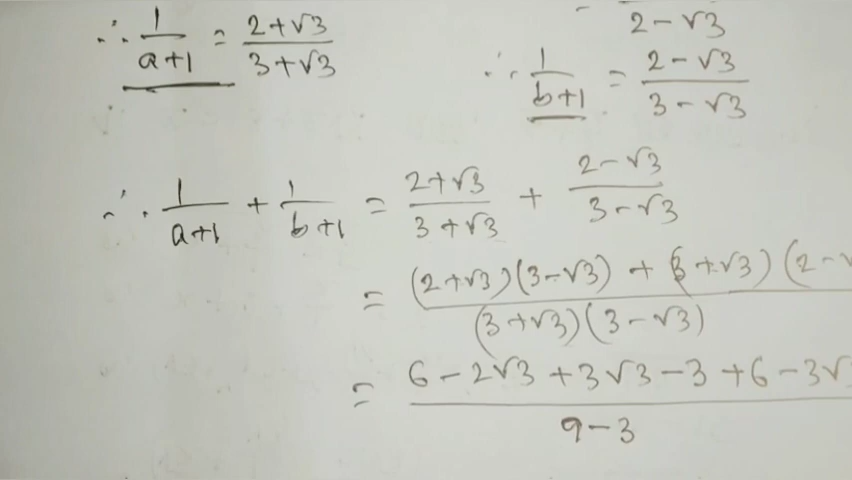 ∴ 1/(a+1) = (2+√3)/(3+√3)
2-√3
∴ 1/(b+1) = (2-√3)/(3-√3)
∴ 1/(a+1) + 1/(b+1) = (2+√3)/(3+√3) + (2-√3)/(3-√3)
= (2+√3)(3-√3) + (3+√3)(2-√
(3+√3)(3-√3)
= 6-2√3+3√3-3+6-3√3
9-3